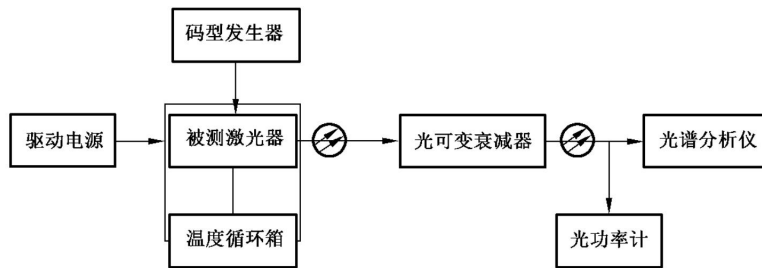 码型发生器
驱动电源
被测激光器
光可变衰减器
光谱分析仪
温度循环箱
光功率计